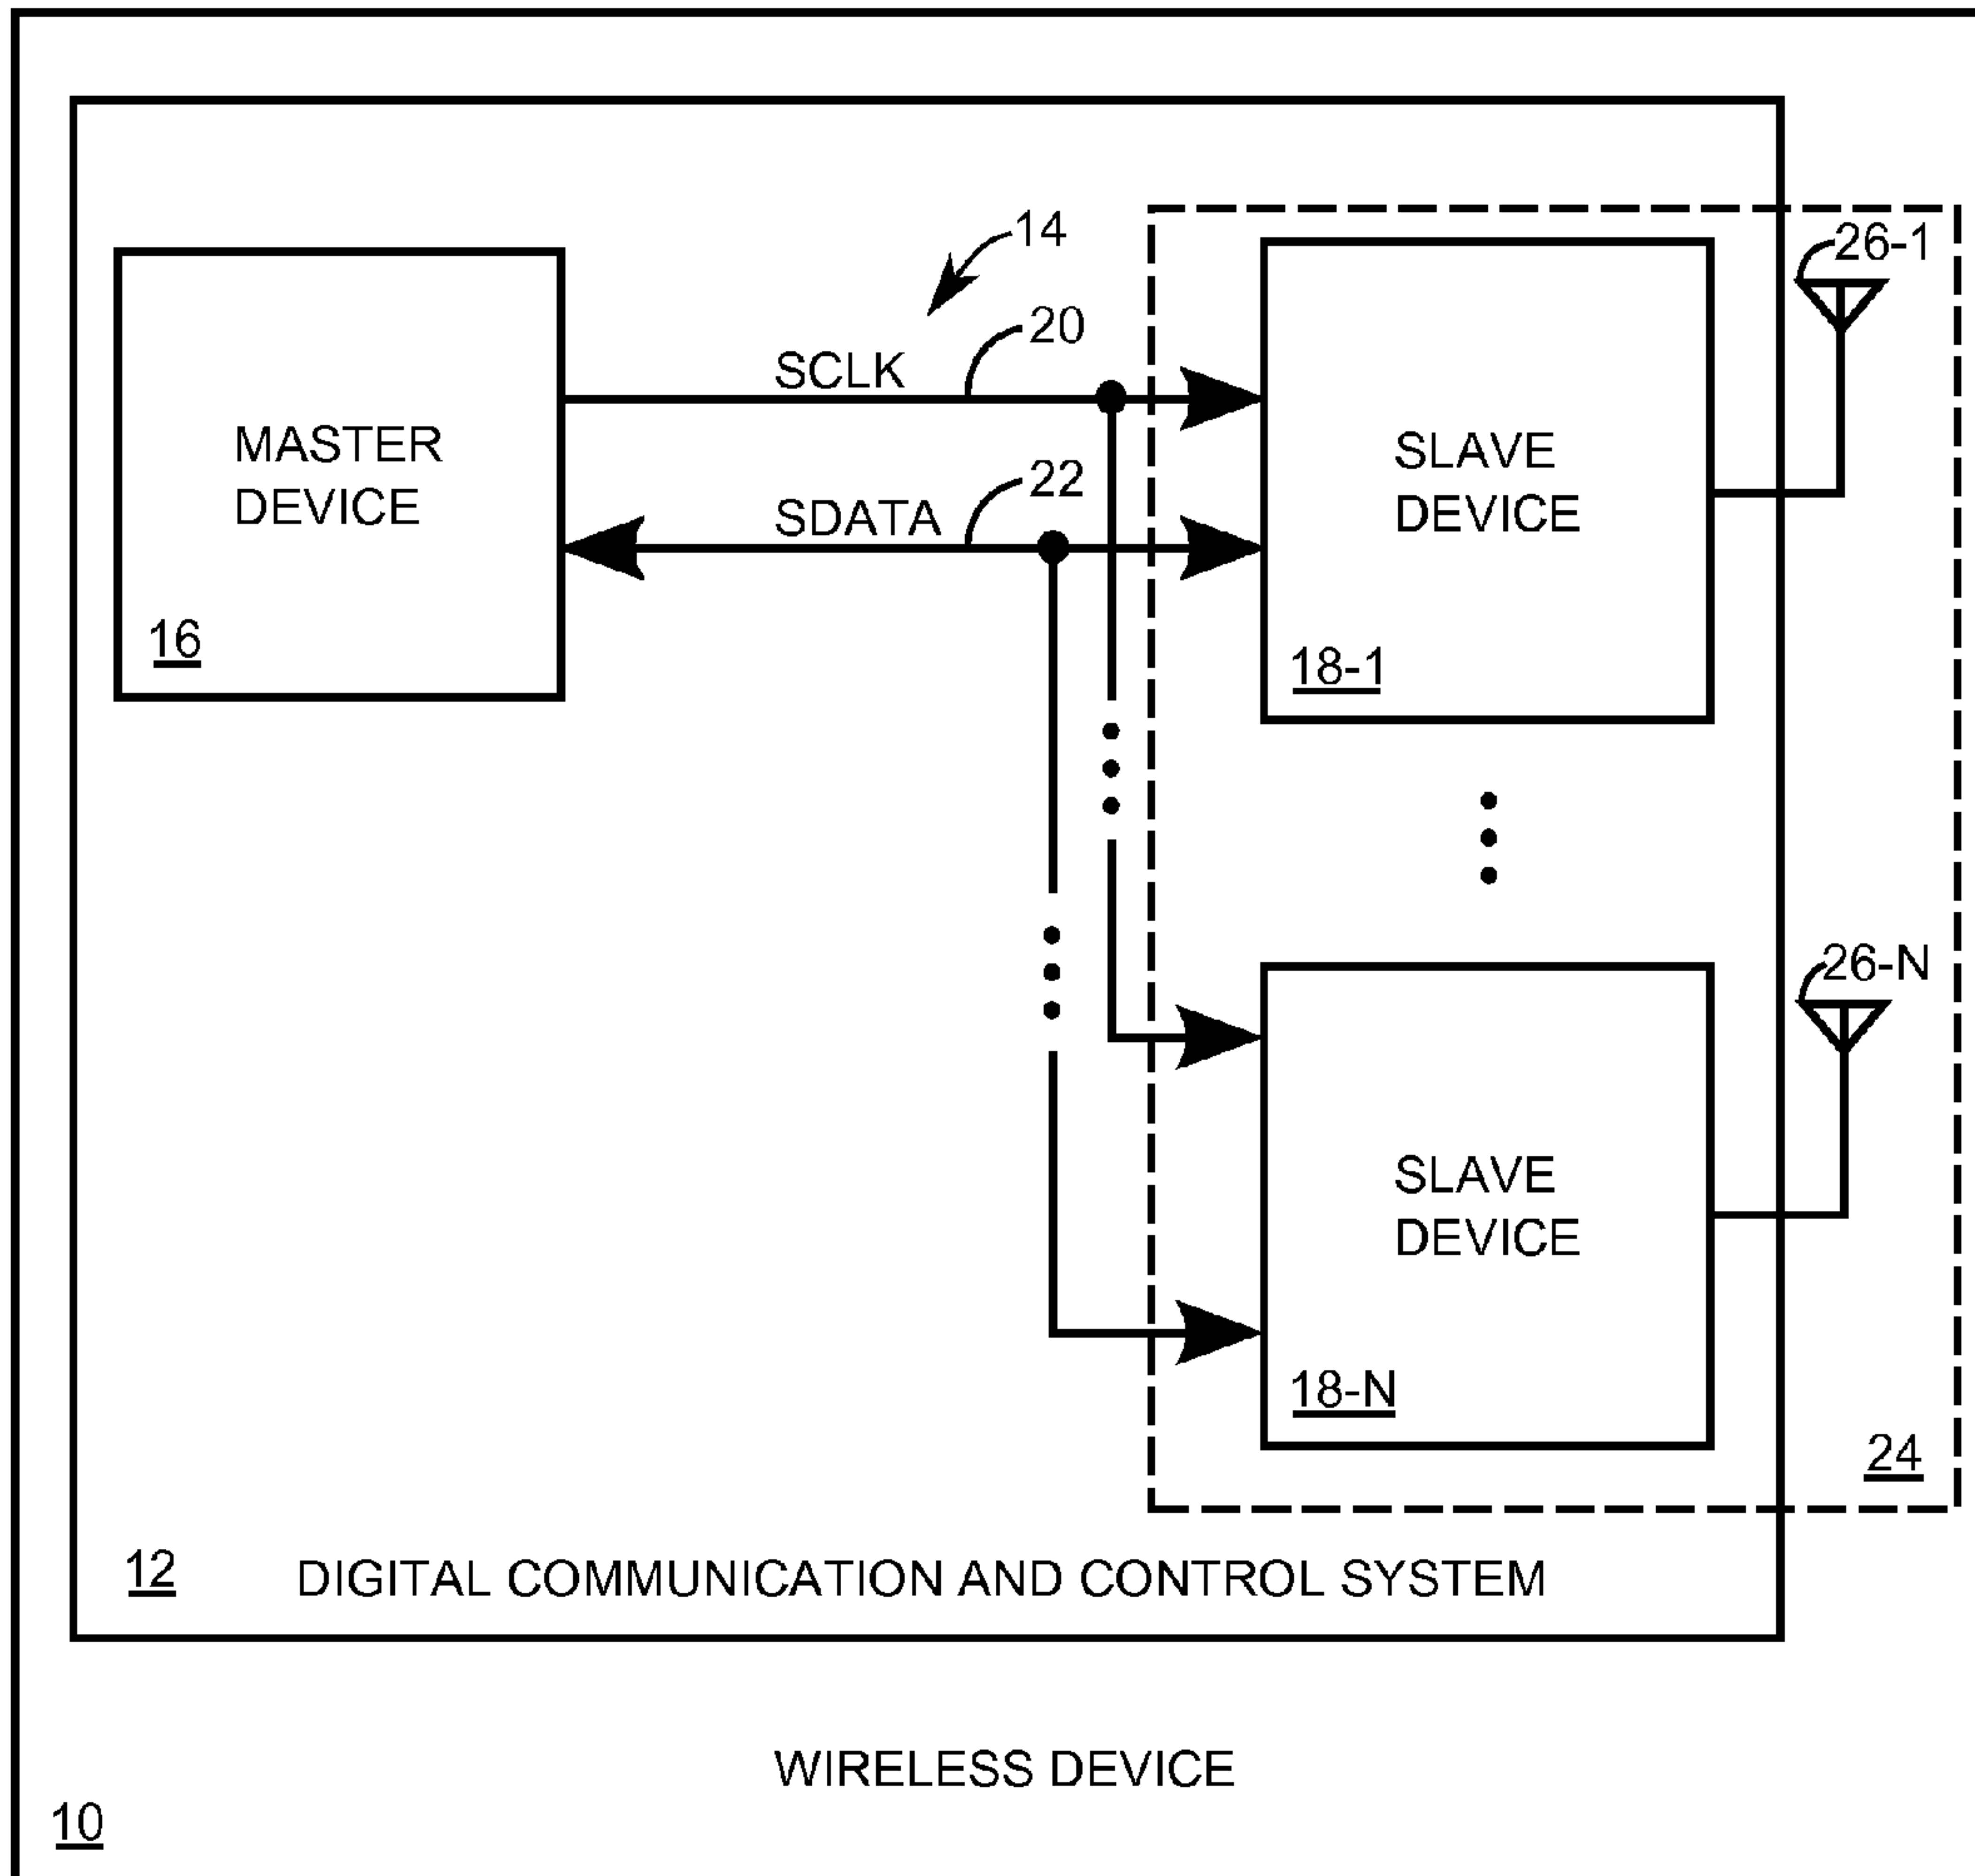 14
26-1
20
SCLK
MASTER
DEVICE
SLAVE
DEVICE
22
SDATA
16
18-1
26-N
SLAVE
DEVICE
18-N
24
12
DIGITAL COMMUNICATION AND CONTROL SYSTEM
WIRELESS DEVICE
10